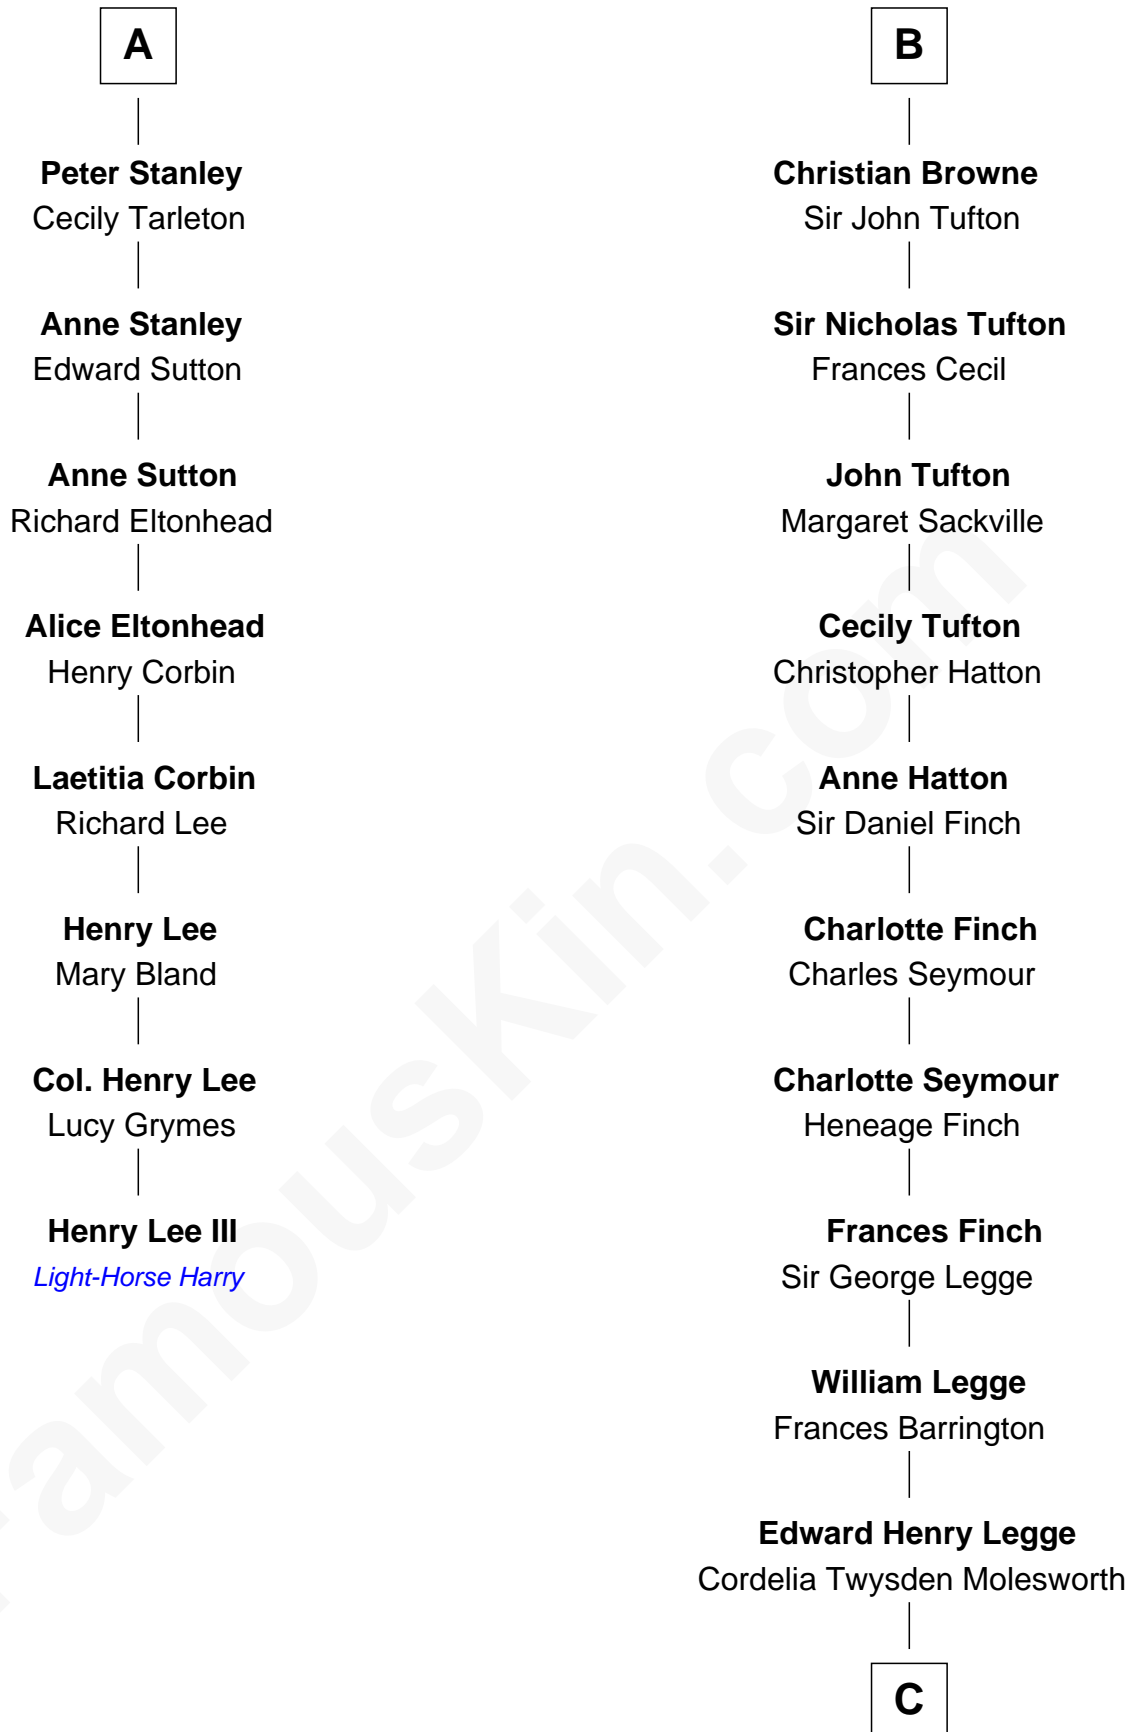 A
Peter Stanley
Cecily Tarleton
Anne Stanley
Edward Sutton
Anne Sutton
Richard Eltonhead
Alice Eltonhead
Henry Corbin
Laetitia Corbin
Richard Lee
Henry Lee
Mary Bland
Col. Henry Lee
Lucy Grymes
Henry Lee III
Light-Horse Harry
B
Christian Browne
Sir John Tufton
Sir Nicholas Tufton
Frances Cecil
John Tufton
Margaret Sackville
Cecily Tufton
Christopher Hatton
Anne Hatton
Sir Daniel Finch
Charlotte Finch
Charles Seymour
Charlotte Seymour
Heneage Finch
Frances Finch
Sir George Legge
William Legge
Frances Barrington
Edward Henry Legge
Cordelia Twysden Molesworth
C
FamousKin.com